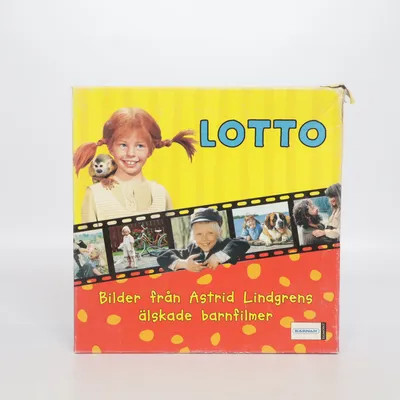 LOTTO
Bilder från Astrid Lindgrens
älskade barnfilmer